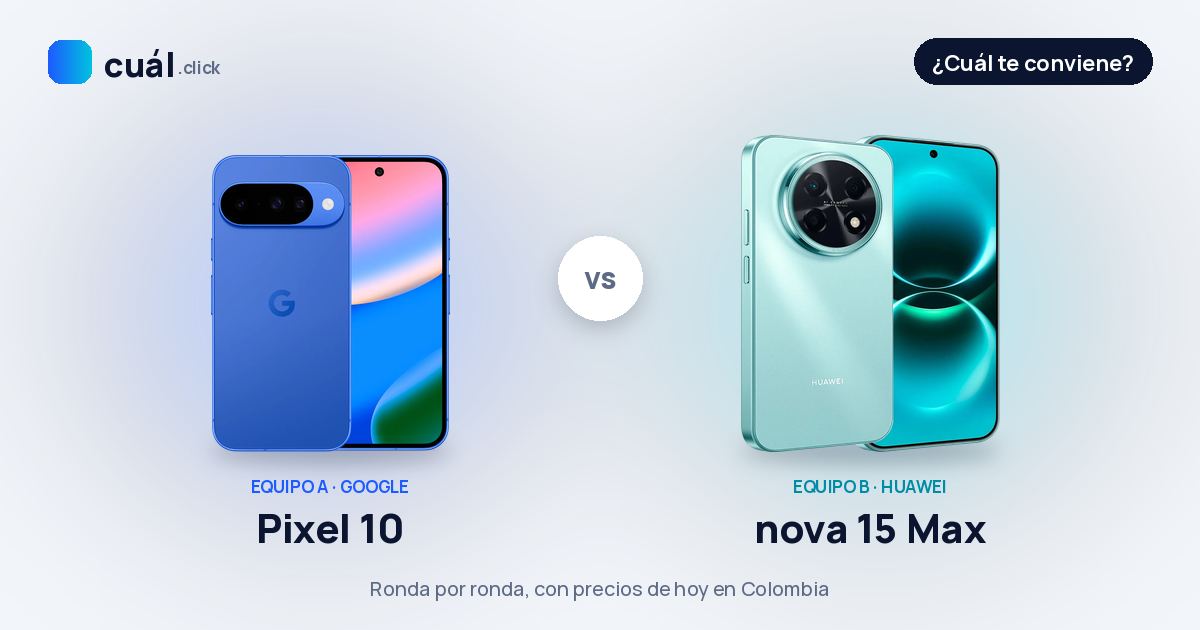 cuál.click
¿Cuál te conviene?
G
HUAWEI
vs
EQUIPO A · GOOGLE
Pixel 10
EQUIPO B · HUAWEI
nova 15 Max
Ronda por ronda, con precios de hoy en Colombia